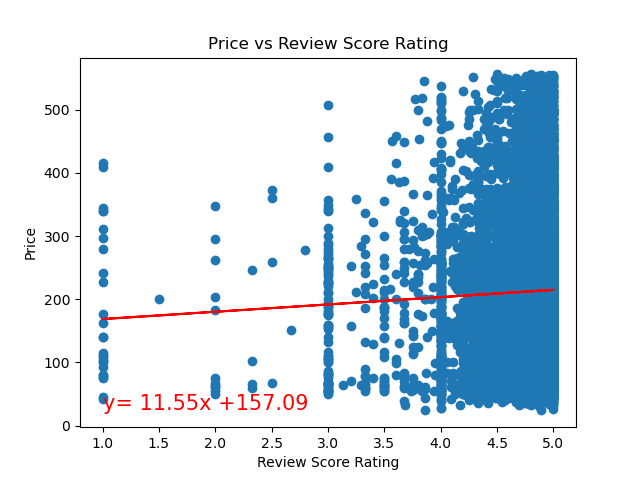 Price vs Review Score Rating
500
400
300
200
100
0
Price
y= 11.55x +157.09
1.0 1.5 2.0 2.5 3.0 3.5 4.0 4.5 5.0
Review Score Rating